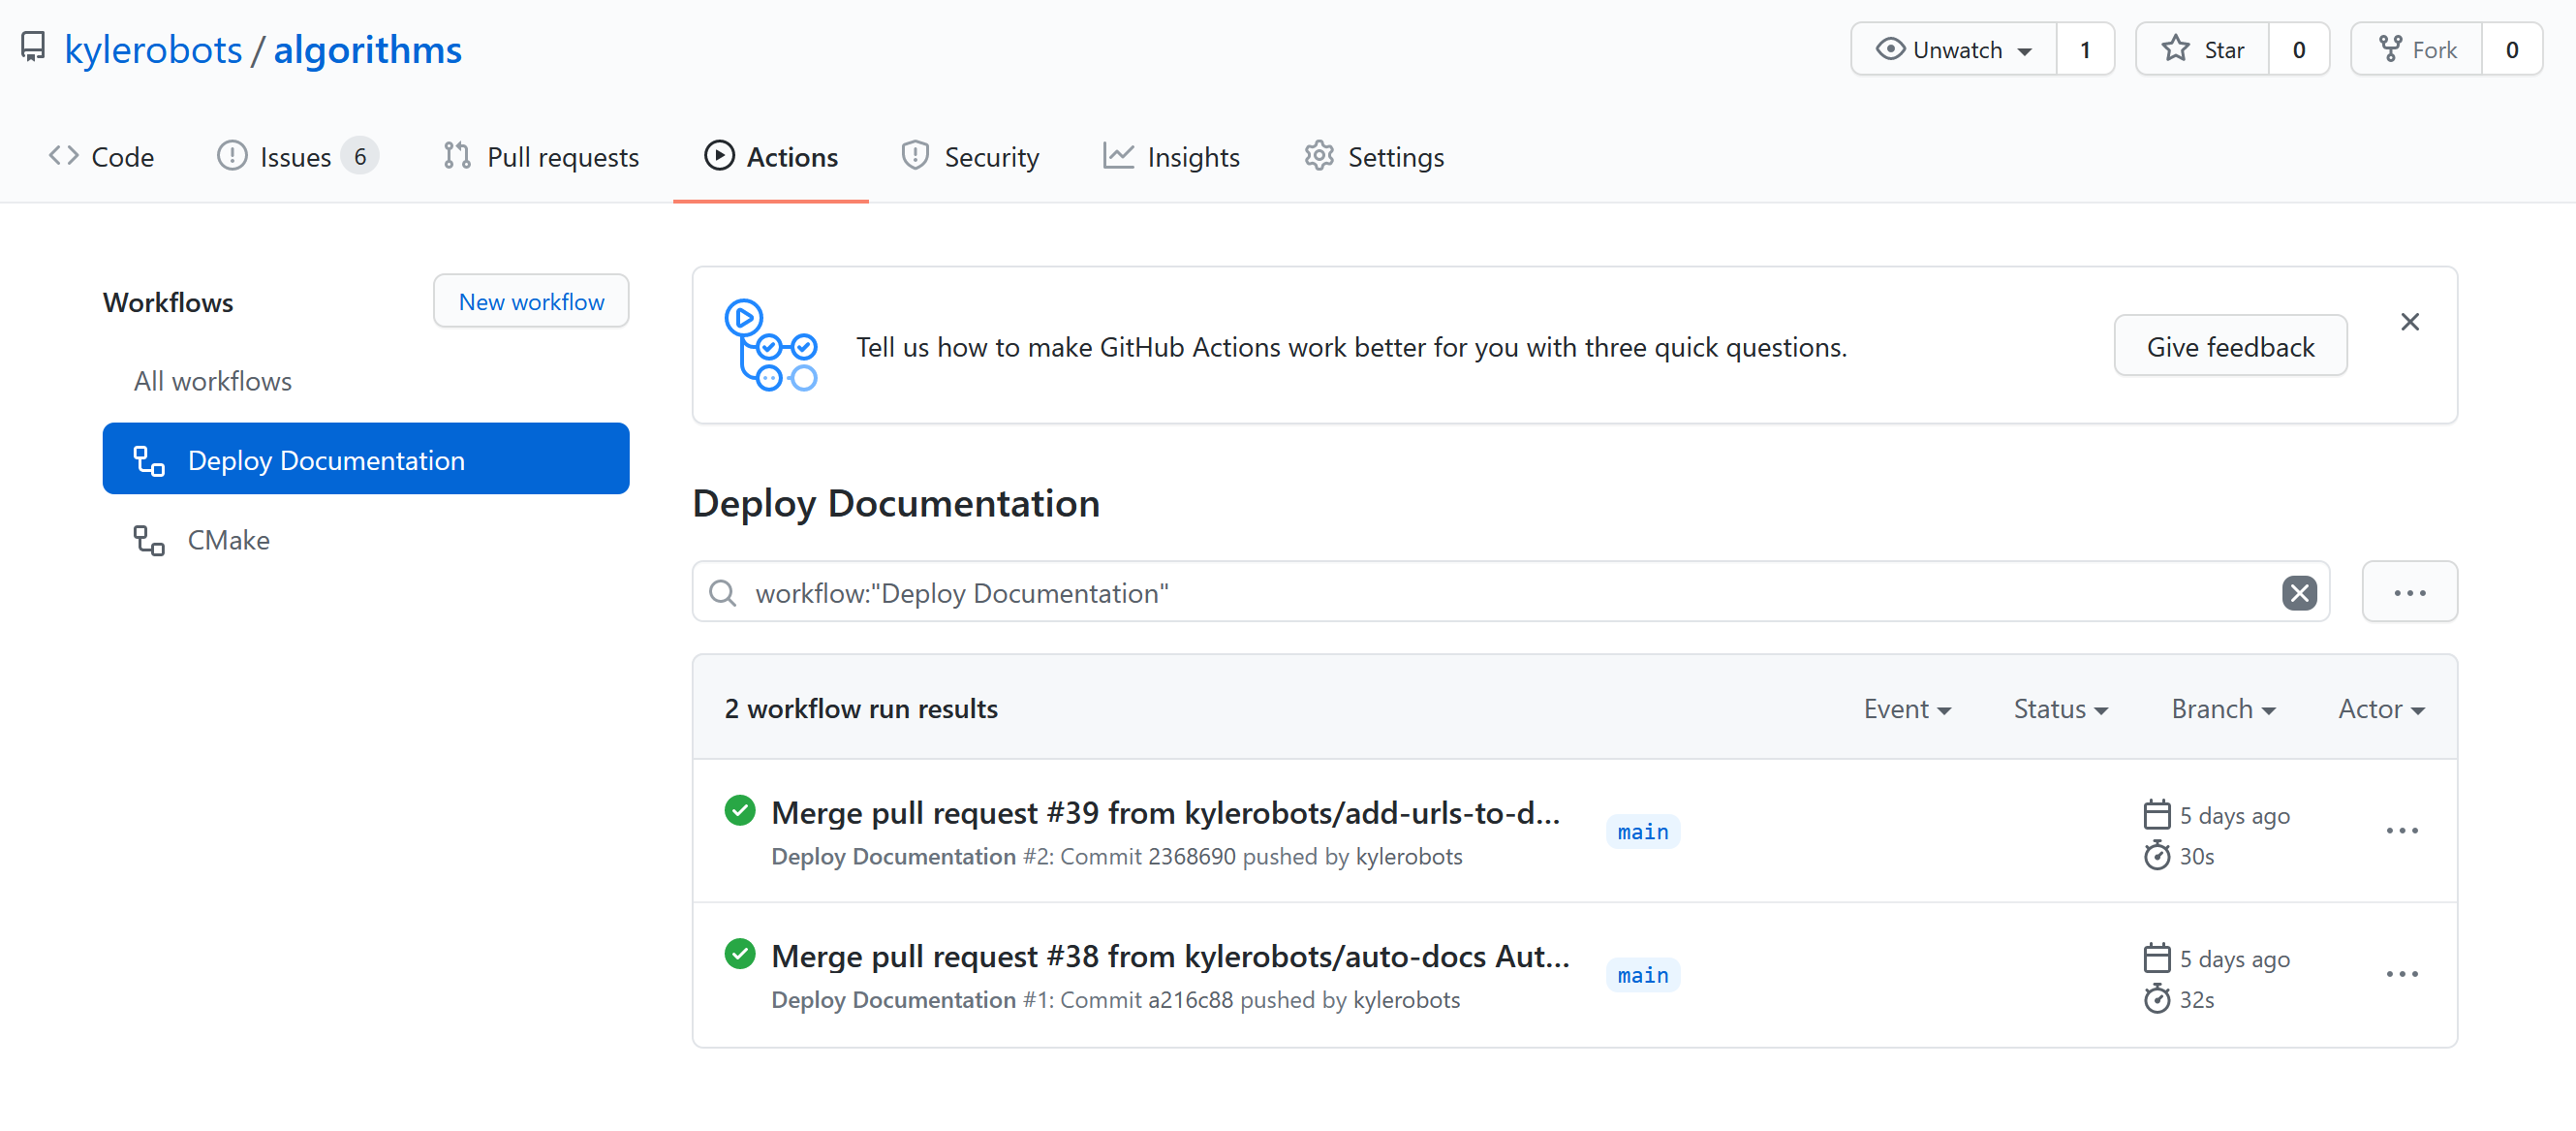 kylerobots / algorithms
Unwatch 1 Star 0 Fork 0
Code Issues 6 Pull requests Actions Security Insights Settings
Workflows New workflow
All workflows
Deploy Documentation
CMake
Tell us how to make GitHub Actions work better for you with three quick questions. Give feedback
Deploy Documentation
workflow:"Deploy Documentation"
2 workflow run results Event Status Branch Actor
Merge pull request #39 from kylerobots/add-urls-to-d... main 5 days ago
Deploy Documentation #2: Commit 2368690 pushed by kylerobots 30s
Merge pull request #38 from kylerobots/auto-docs Aut... main 5 days ago
Deploy Documentation #1: Commit a216c88 pushed by kylerobots 32s